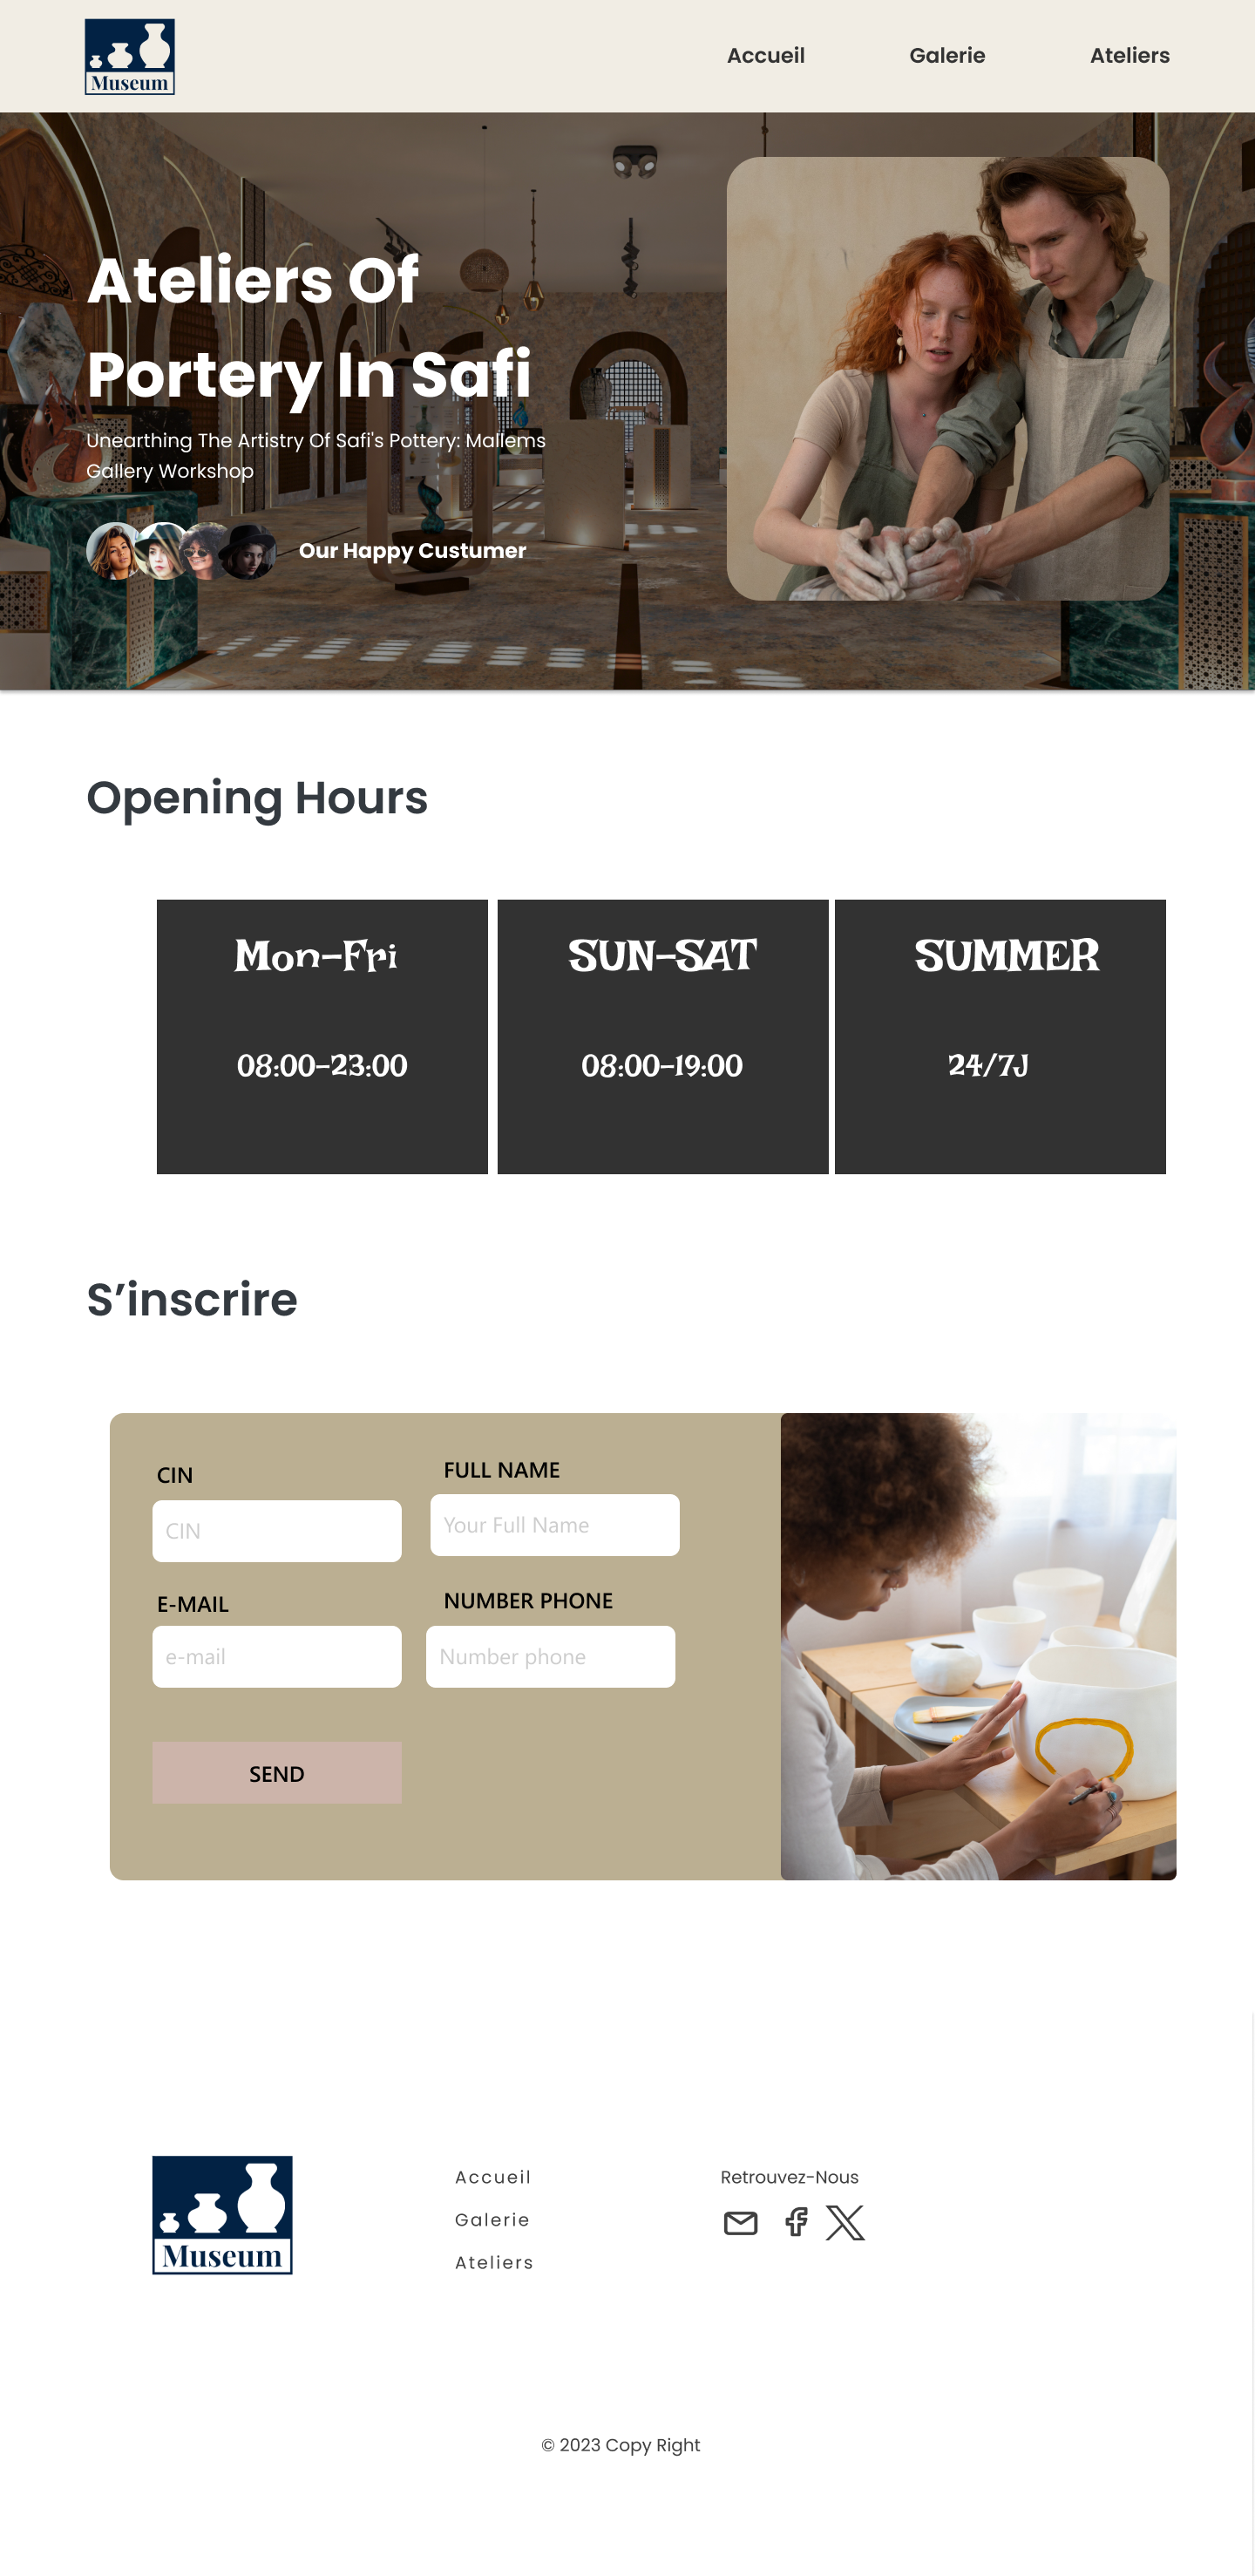 Museum
Accueil
Galerie
Ateliers
Ateliers Of
Portery In Safi
Unearthing The Artistry Of Safi's Pottery: Mallems
Gallery Workshop
Our Happy Custumer
Opening Hours
Mon-Fri
08:00-23:00
SUN-SAT
08:00-19:00
SUMMER
24/7J
S’inscrire
CIN
CIN
FULL NAME
Your Full Name
E-MAIL
e-mail
NUMBER PHONE
Number phone
SEND
Museum
Accueil
Galerie
Ateliers
Retrouvez-Nous
© 2023 Copy Right